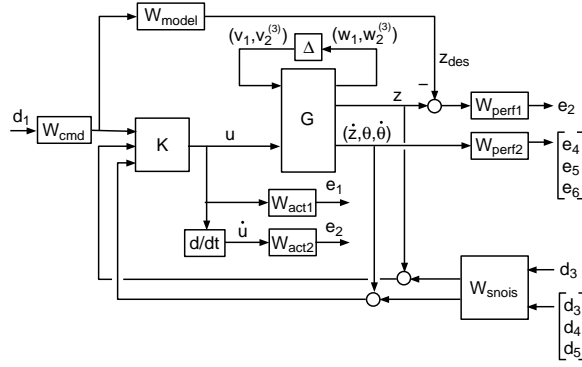 W_model
(v_1,v_2^(3)) Δ (w_1,w_2^(3))
z_des
d_1 W_cmd
K
u
G
z
−
W_perf1
e_2
(ż,θ,θ̇)
W_perf2
e_4
e_5
e_6
W_act1
e_1
d/dt
u̇
W_act2
e_2
W_snois
d_3
d_3
d_4
d_5